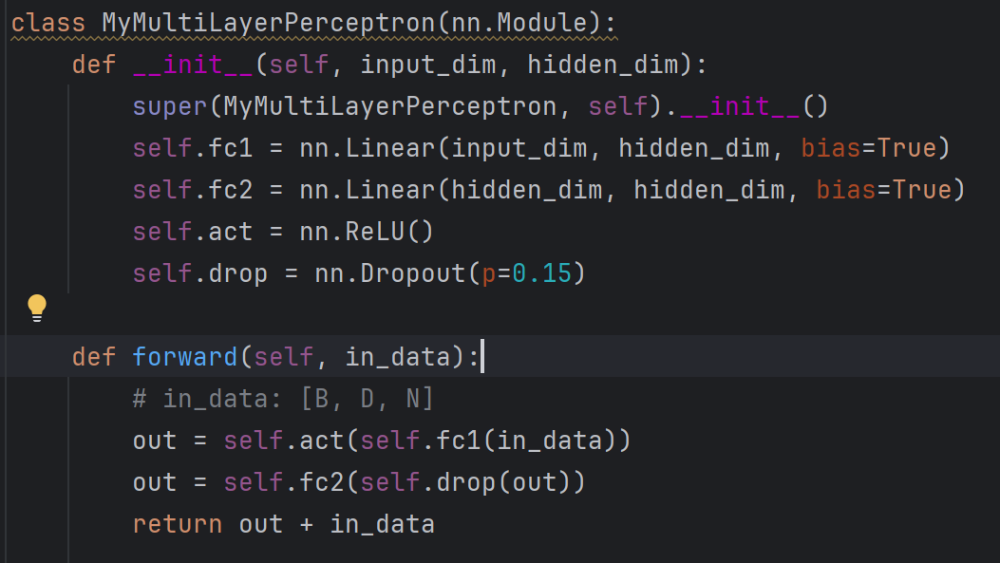 class MyMultiLayerPerceptron(nn.Module):
    def __init__(self, input_dim, hidden_dim):
        super(MyMultiLayerPerceptron, self).__init__()
        self.fc1 = nn.Linear(input_dim, hidden_dim, bias=True)
        self.fc2 = nn.Linear(hidden_dim, hidden_dim, bias=True)
        self.act = nn.ReLU()
        self.drop = nn.Dropout(p=0.15)
    def forward(self, in_data):
        # in_data: [B, D, N]
        out = self.act(self.fc1(in_data))
        out = self.fc2(self.drop(out))
        return out + in_data